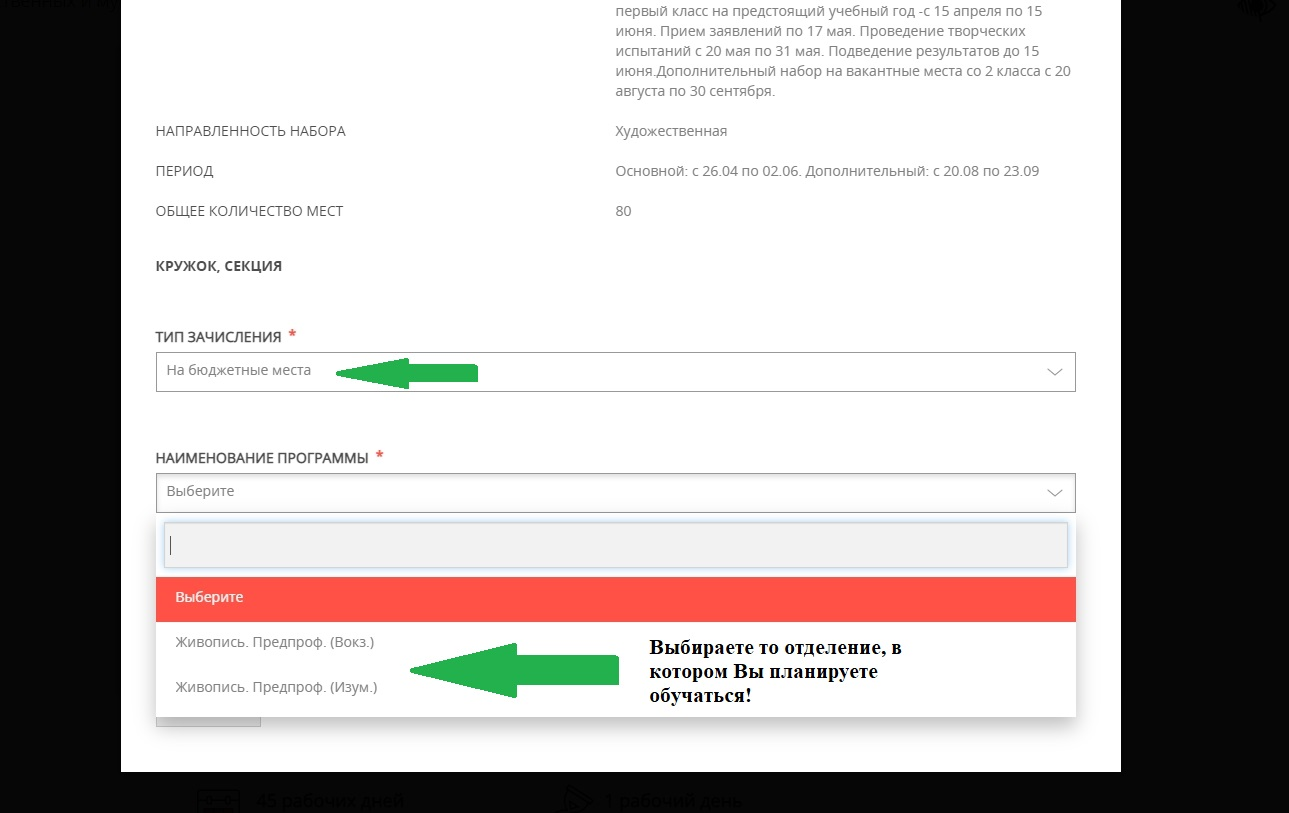 первый класс на предстоящий учебный год -с 15 апреля по 15
июня. Прием заявлений по 17 мая. Проведение творческих
испытаний с 20 мая по 31 мая. Подведение результатов до 15
июня.Дополнительный набор на вакантные места со 2 класса с 20
августа по 30 сентября.
НАПРАВЛЕННОСТЬ НАБОРА Художественная
ПЕРИОД Основной: с 26.04 по 02.06. Дополнительный: с 20.08 по 23.09
ОБЩЕЕ КОЛИЧЕСТВО МЕСТ 80
КРУЖОК, СЕКЦИЯ
ТИП ЗАЧИСЛЕНИЯ *
На бюджетные места
НАИМЕНОВАНИЕ ПРОГРАММЫ *
Выберите
Выберите
Живопись. Предпроф. (Вокз.)
Живопись. Предпроф. (Изум.)
Выбираете то отделение, в
котором Вы планируете
обучаться!
45 рабочих дней 1 рабочий день